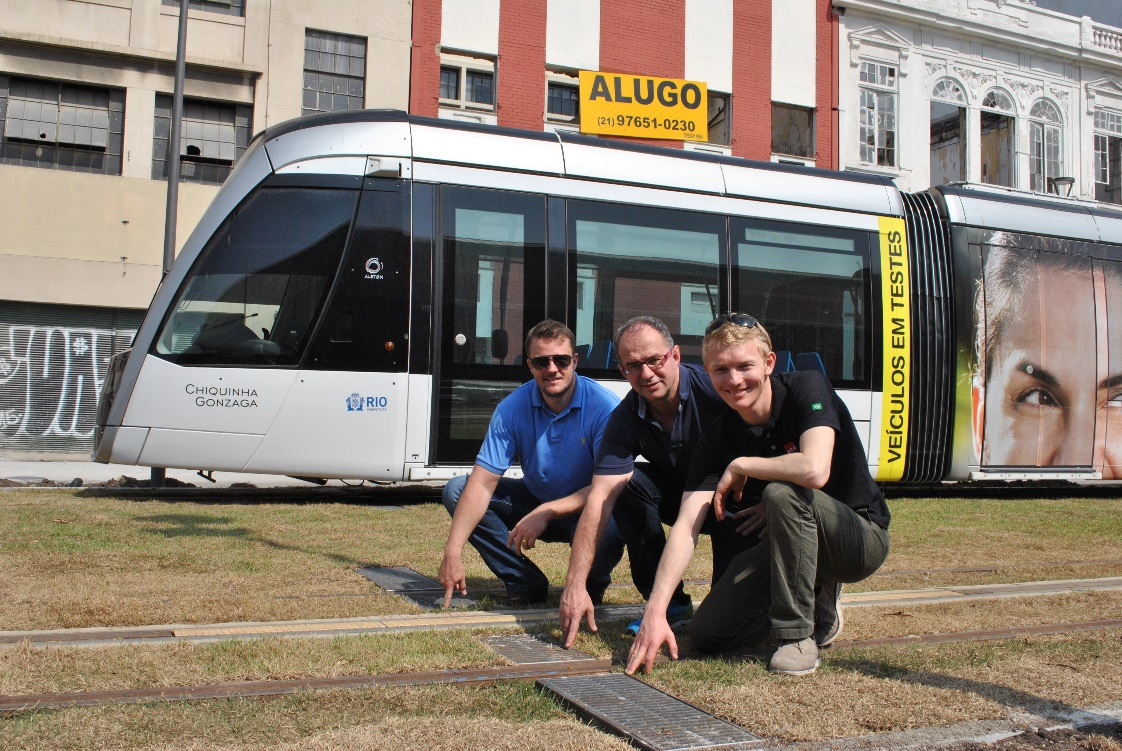 ALUGO
(21) 97651-0230
ALSTOM
CHIQUINHA
GONZAGA
RIO
VEÍCULOS EM TESTES